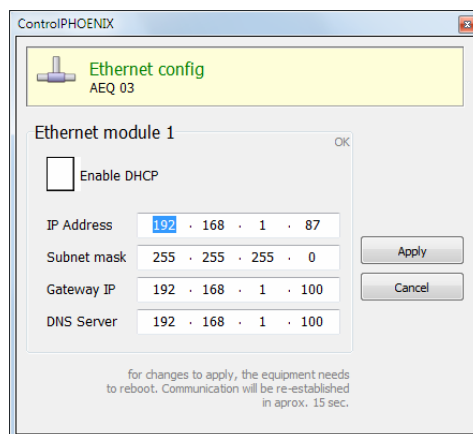 ControlPHOENIX
Ethernet config
AEQ 03
Ethernet module 1
OK
Enable DHCP
IP Address 192 . 168 . 1 . 87
Subnet mask 255 . 255 . 255 . 0
Apply
Gateway IP 192 . 168 . 1 . 100
Cancel
DNS Server 192 . 168 . 1 . 100
for changes to apply, the equipment needs
to reboot. Communication will be re-established
in aprox. 15 sec.